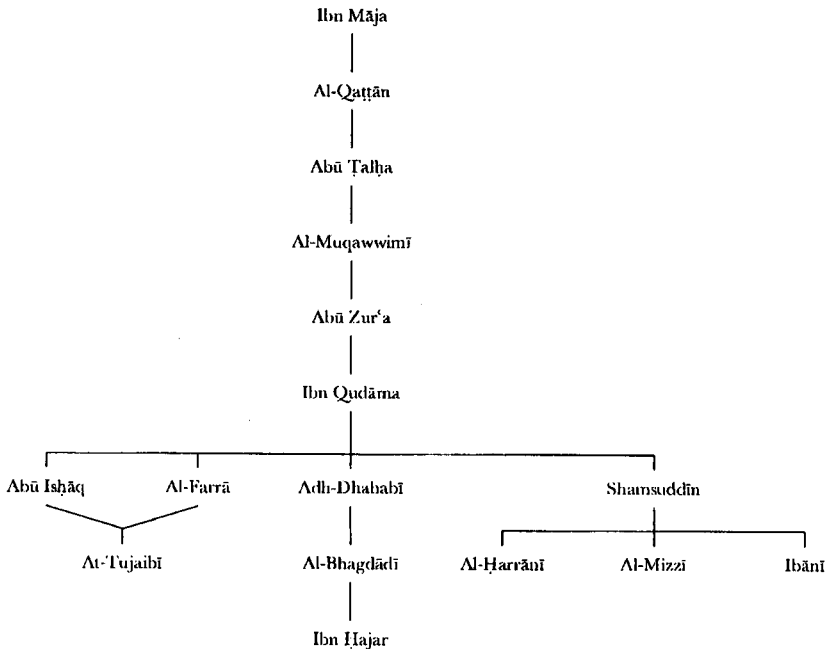 Ibn Māja
Al-Qaṭṭān
Abū Ṭalḥa
Al-Muqawwimī
Abū Zurʻa
Ibn Qudāma
Abū Isḥāq Al-Farrā Adh-Dhababī Shamsuddīn
At-Tujaibī Al-Bhagdādī Al-Ḥarrānī Al-Mizzī Ibānī
Ibn Ḥajar